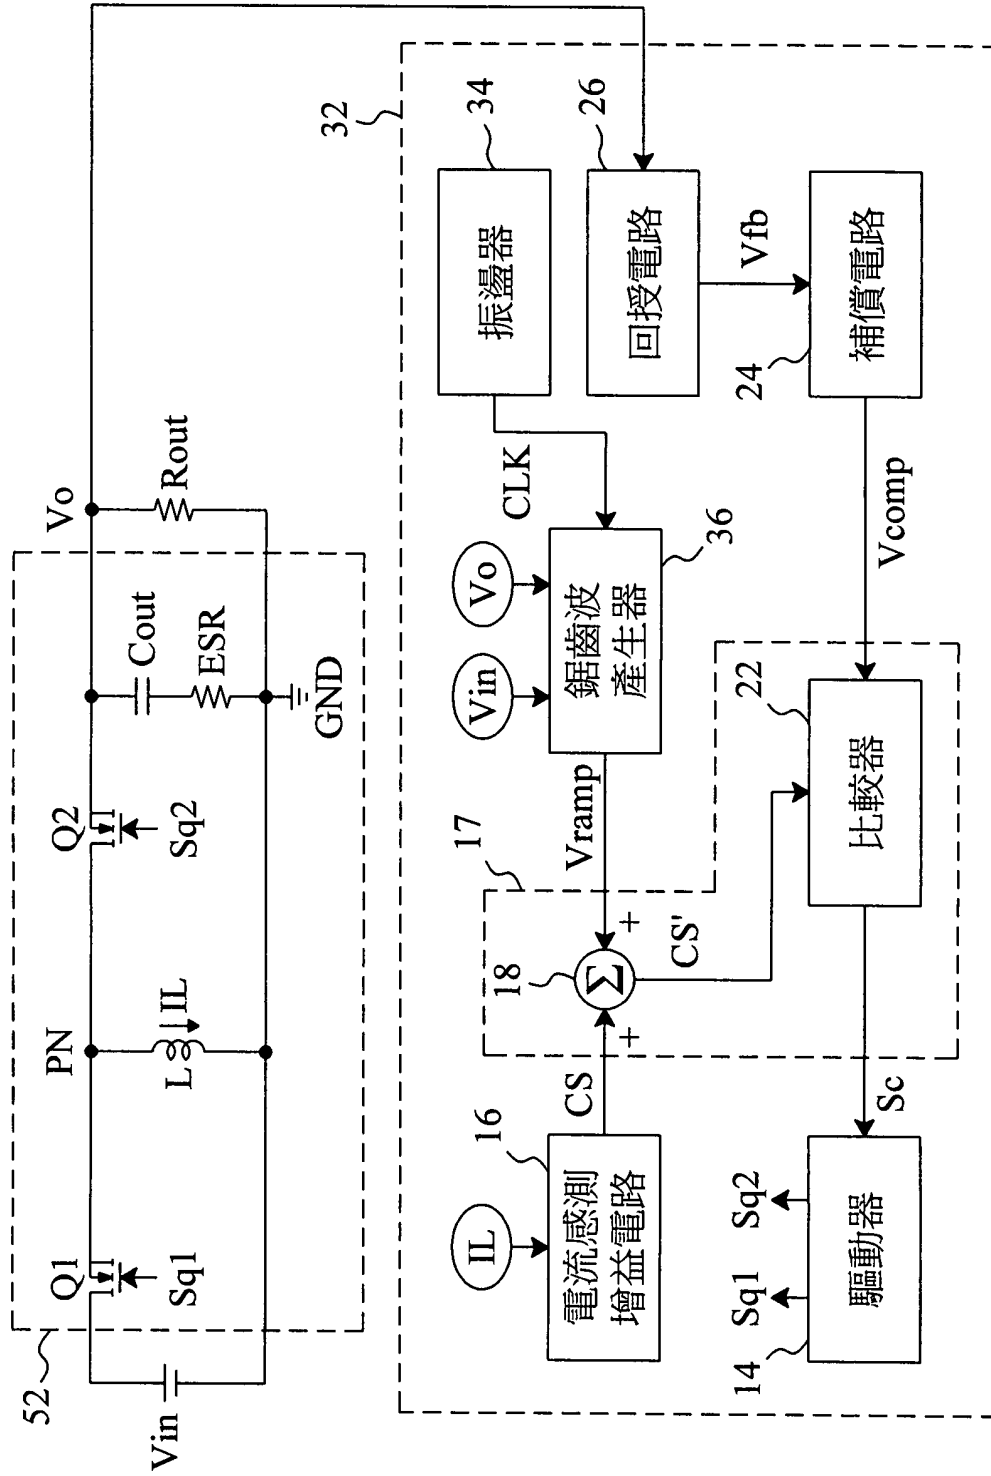 52
Vin
Q1
Sq1
PN
L
IL
Q2
Sq2
Cout
ESR
GND
Vo
Rout
32
IL
16
電流感測
增益電路
CS
+
18
Σ
+
CS'
17
Vramp
Vin
Vo
鋸齒波
產生器
36
CLK
振盪器
34
回授電路
26
Vfb
補償電路
24
Vcomp
22
比較器
Sc
Sq1
Sq2
驅動器
14